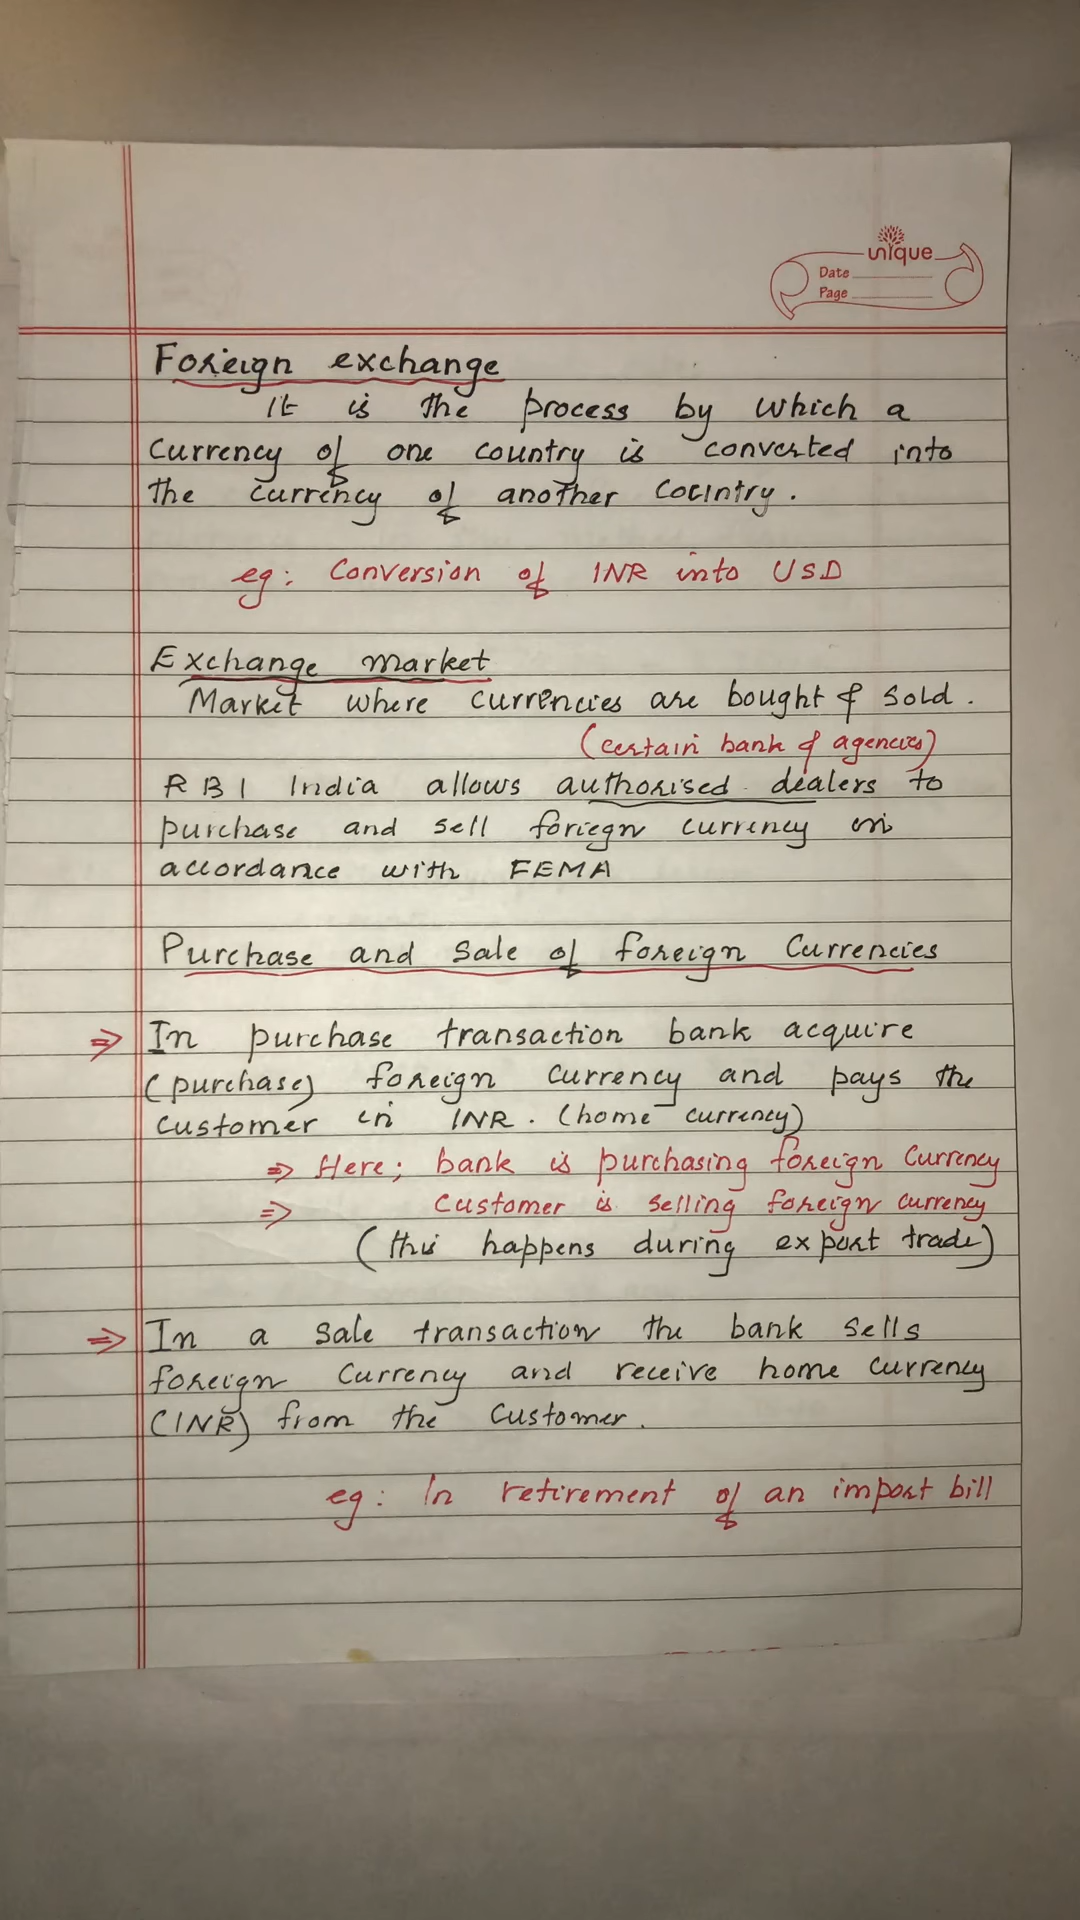 unique
Date
Page
Foreign exchange
It is the process by which a
Currency of one country is converted into
the currency of another country.
eg: Conversion of INR into USD
Exchange market
Market where currencies are bought & sold.
(certain bank & agencies)
RBI India allows authorised dealers to
purchase and sell foriegn currency in
accordance with FEMA
Purchase and Sale of foreign Currencies
⇒ In purchase transaction bank acquire
(purchase) foreign currency and pays the
customer in INR. (home currency)
⇒ Here; bank is purchasing foreign Currency
⇒ Customer is selling foreign currency
(this happens during export trade)
⇒ In a sale transaction the bank sells
foreign Currency and receive home currency
(INR) from the customer.
eg: In retirement of an import bill